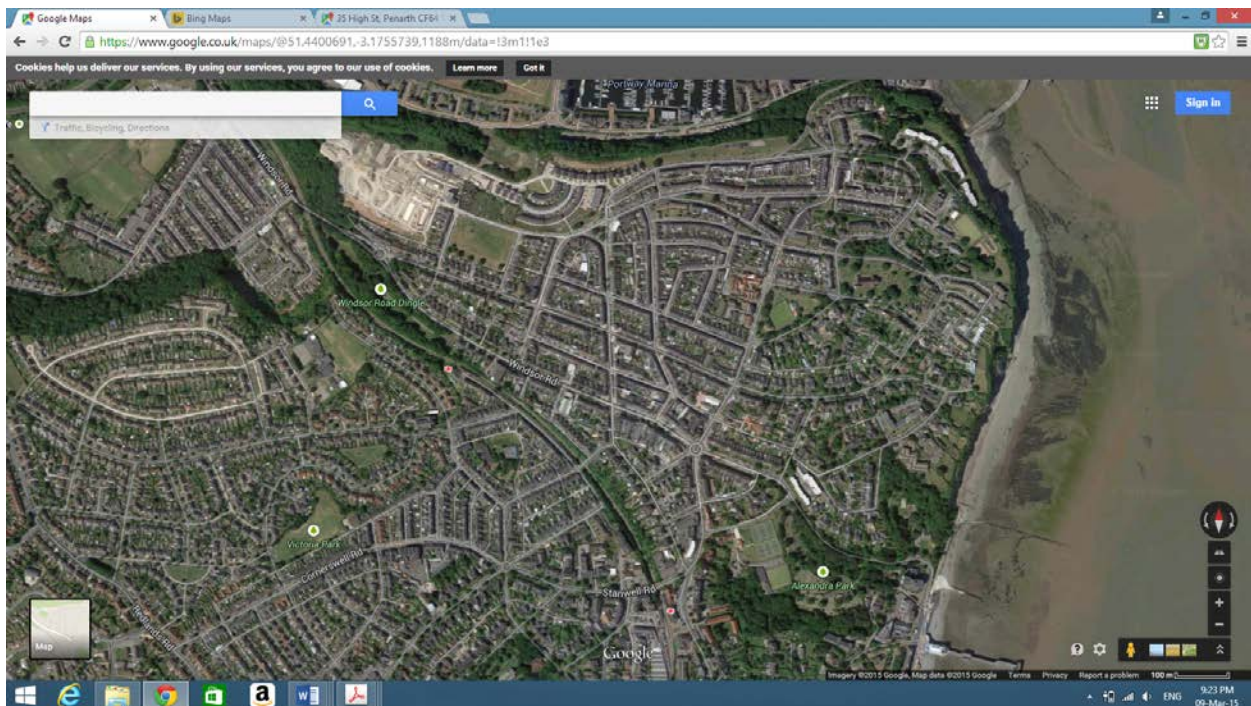 Google Maps
Bing Maps
35 High St, Penarth CF64
https://www.google.co.uk/maps/@51.4400691,-3.1755739,1188m/data=!3m1!1e3
Cookies help us deliver our services. By using our services, you agree to our use of cookies. Learn more Got it
Portway Marina
Sign in
Traffic, Bicycling, Directions
Windsor Rd
Windsor Road Dingle
Windsor Rd
Victoria Park
Cornerswell Rd
Alexandra Park
Stanwell Rd
Redlands Rd
Map
Google
Imagery ©2015 Google, Map data ©2015 Google Terms Privacy Report a problem 100 m
ENG
9:23 PM
09-Mar-15